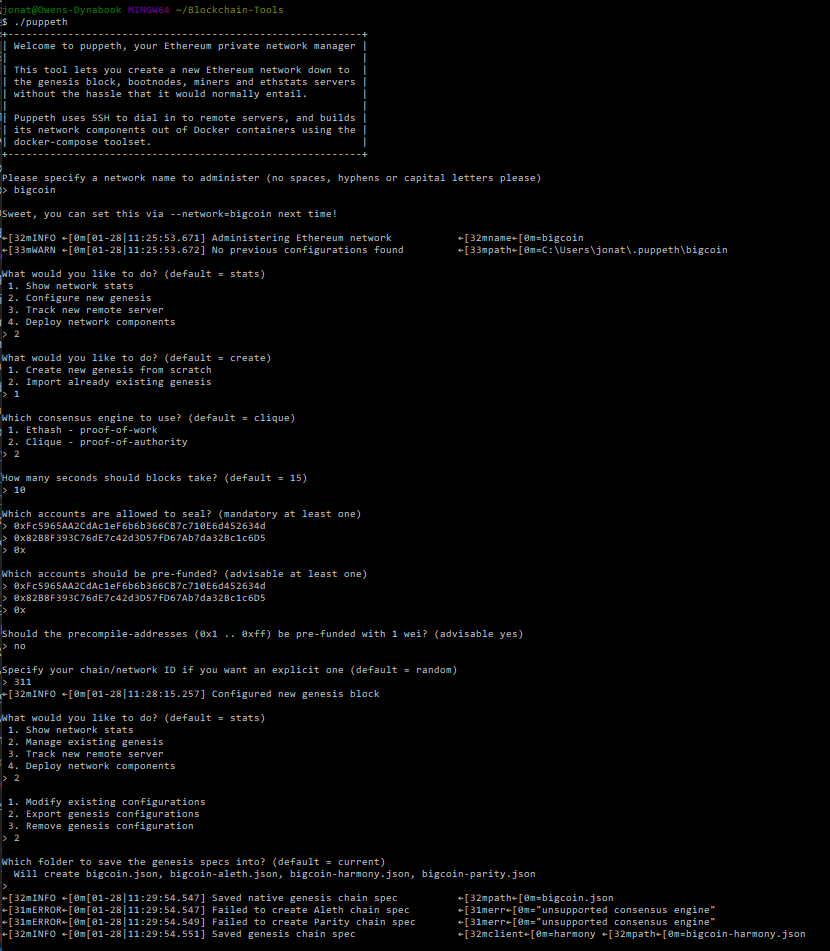 jonat@Owens-Dynabook MINGW64 ~/Blockchain-Tools
$ ./puppeth
+-----------------------------------------------------------+
| Welcome to puppeth, your Ethereum private network manager |
|                                                           |
| This tool lets you create a new Ethereum network down to  |
| the genesis block, bootnodes, miners and ethstats servers |
| without the hassle that it would normally entail.         |
|                                                           |
| Puppeth uses SSH to dial in to remote servers, and builds |
| its network components out of Docker containers using the |
| docker-compose toolset.                                   |
+-----------------------------------------------------------+
Please specify a network name to administer (no spaces, hyphens or capital letters please)
> bigcoin
Sweet, you can set this via --network=bigcoin next time!
←[32mINFO ←[0m[01-28|11:25:53.671] Administering Ethereum network           ←[32mname←[0m=bigcoin
←[33mWARN ←[0m[01-28|11:25:53.672] No previous configurations found         ←[33mpath←[0m=C:\Users\jonat\.puppeth\bigcoin
What would you like to do? (default = stats)
1. Show network stats
2. Configure new genesis
3. Track new remote server
4. Deploy network components
> 2
What would you like to do? (default = create)
1. Create new genesis from scratch
2. Import already existing genesis
> 1
Which consensus engine to use? (default = clique)
1. Ethash - proof-of-work
2. Clique - proof-of-authority
> 2
How many seconds should blocks take? (default = 15)
> 10
Which accounts are allowed to seal? (mandatory at least one)
> 0xFc5965AA2CdAc1eF6b6b366CB7c710E6d452634d
> 0x82B8F393C76dE7c42d3D57fD67Ab7da32Bc1c6D5
> 0x
Which accounts should be pre-funded? (advisable at least one)
> 0xFc5965AA2CdAc1eF6b6b366CB7c710E6d452634d
> 0x82B8F393C76dE7c42d3D57fD67Ab7da32Bc1c6D5
> 0x
Should the precompile-addresses (0x1 .. 0xff) be pre-funded with 1 wei? (advisable yes)
> no
Specify your chain/network ID if you want an explicit one (default = random)
> 311
←[32mINFO ←[0m[01-28|11:28:15.257] Configured new genesis block
What would you like to do? (default = stats)
1. Show network stats
2. Manage existing genesis
3. Track new remote server
4. Deploy network components
> 2
1. Modify existing configurations
2. Export genesis configurations
3. Remove genesis configuration
> 2
Which folder to save the genesis specs into? (default = current)
Will create bigcoin.json, bigcoin-aleth.json, bigcoin-harmony.json, bigcoin-parity.json
>
←[32mINFO ←[0m[01-28|11:29:54.547] Saved native genesis chain spec          ←[32mpath←[0m=bigcoin.json
←[31mERROR←[0m[01-28|11:29:54.547] Failed to create Aleth chain spec        ←[31merr←[0m="unsupported consensus engine"
←[31mERROR←[0m[01-28|11:29:54.549] Failed to create Parity chain spec       ←[31merr←[0m="unsupported consensus engine"
←[32mINFO ←[0m[01-28|11:29:54.551] Saved genesis chain spec                 ←[32mclient←[0m=harmony ←[32mpath←[0m=bigcoin-harmony.json